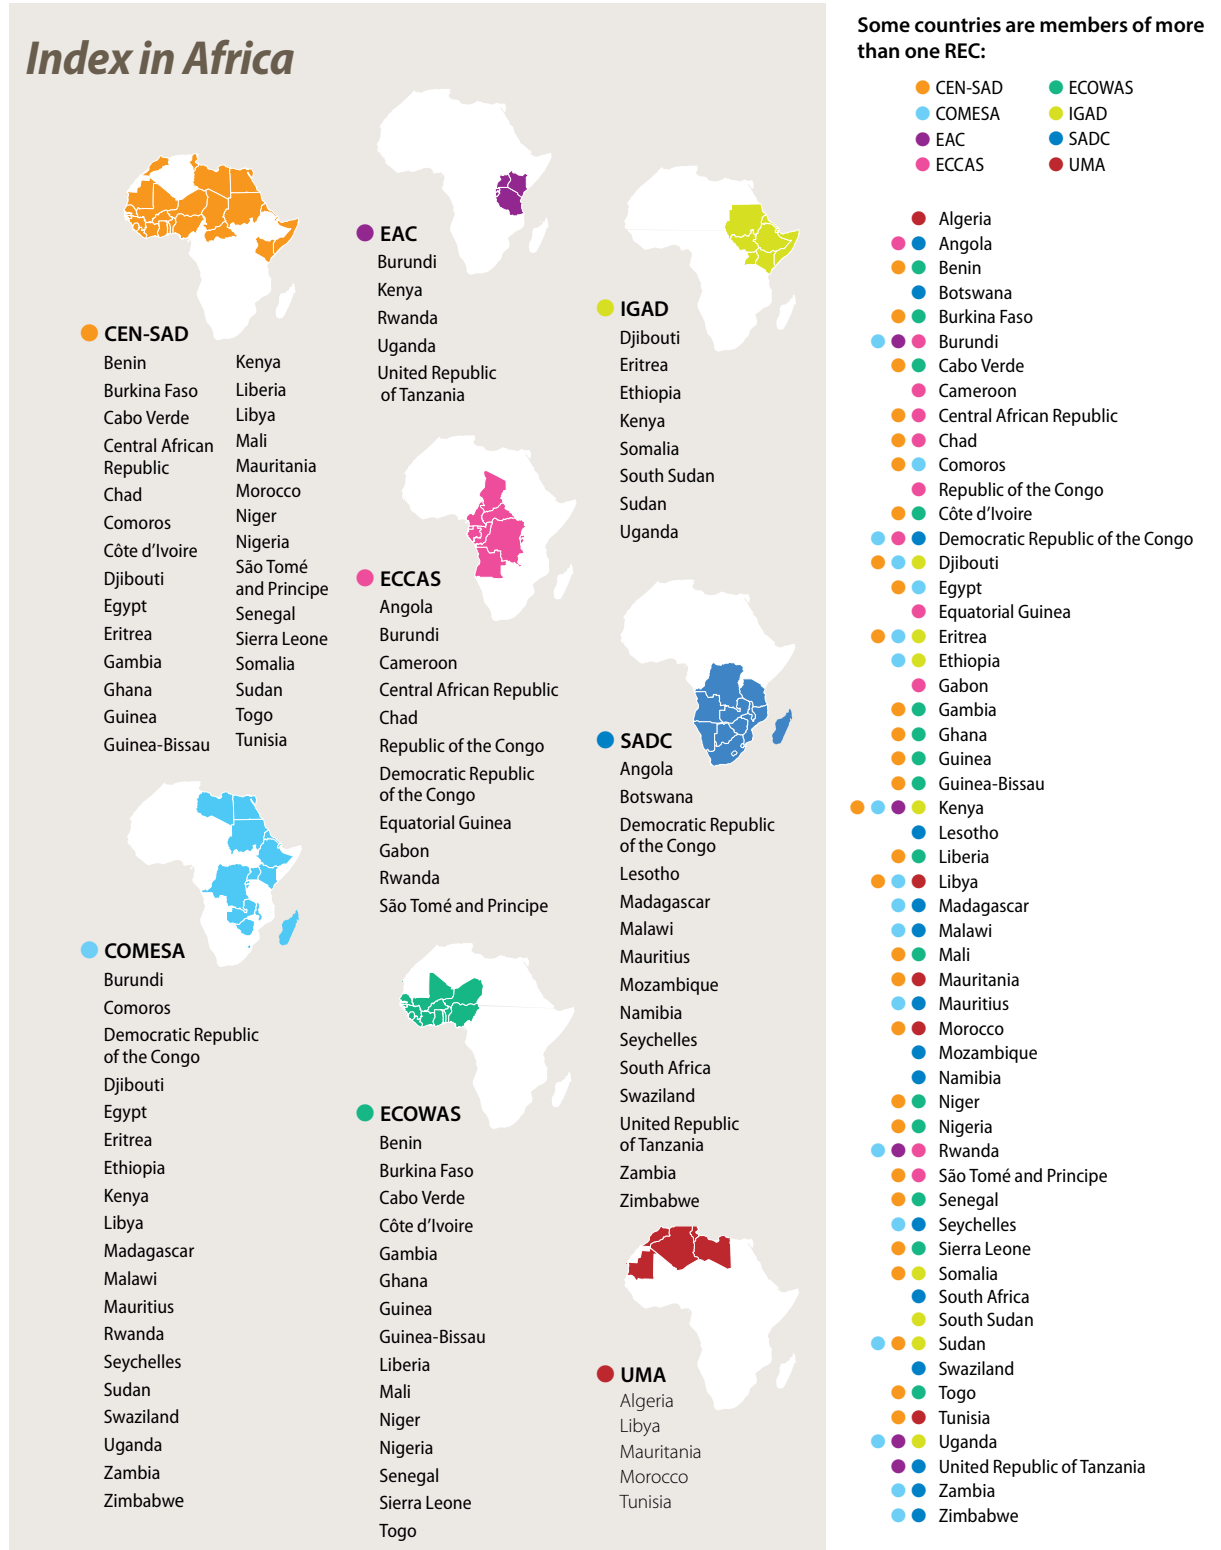 Index in Africa
CEN-SAD
Benin
Burkina Faso
Cabo Verde
Central African
Republic
Chad
Comoros
Côte d’Ivoire
Djibouti
Egypt
Eritrea
Gambia
Ghana
Guinea
Guinea-Bissau
Kenya
Liberia
Libya
Mali
Mauritania
Morocco
Niger
Nigeria
São Tomé
and Principe
Senegal
Sierra Leone
Somalia
Sudan
Togo
Tunisia
COMESA
Burundi
Comoros
Democratic Republic
of the Congo
Djibouti
Egypt
Eritrea
Ethiopia
Kenya
Libya
Madagascar
Malawi
Mauritius
Rwanda
Seychelles
Sudan
Swaziland
Uganda
Zambia
Zimbabwe
EAC
Burundi
Kenya
Rwanda
Uganda
United Republic
of Tanzania
ECCAS
Angola
Burundi
Cameroon
Central African Republic
Chad
Republic of the Congo
Democratic Republic
of the Congo
Equatorial Guinea
Gabon
Rwanda
São Tomé and Principe
ECOWAS
Benin
Burkina Faso
Cabo Verde
Côte d’Ivoire
Gambia
Ghana
Guinea
Guinea-Bissau
Liberia
Mali
Niger
Nigeria
Senegal
Sierra Leone
Togo
IGAD
Djibouti
Eritrea
Ethiopia
Kenya
Somalia
South Sudan
Sudan
Uganda
SADC
Angola
Botswana
Democratic Republic
of the Congo
Lesotho
Madagascar
Malawi
Mauritius
Mozambique
Namibia
Seychelles
South Africa
Swaziland
United Republic
of Tanzania
Zambia
Zimbabwe
UMA
Algeria
Libya
Mauritania
Morocco
Tunisia
Some countries are members of more
than one REC:
CEN-SAD
COMESA
EAC
ECCAS
ECOWAS
IGAD
SADC
UMA
Algeria
Angola
Benin
Botswana
Burkina Faso
Burundi
Cabo Verde
Cameroon
Central African Republic
Chad
Comoros
Republic of the Congo
Côte d’Ivoire
Democratic Republic of the Congo
Djibouti
Egypt
Equatorial Guinea
Eritrea
Ethiopia
Gabon
Gambia
Ghana
Guinea
Guinea-Bissau
Kenya
Lesotho
Liberia
Libya
Madagascar
Malawi
Mali
Mauritania
Mauritius
Morocco
Mozambique
Namibia
Niger
Nigeria
Rwanda
São Tomé and Principe
Senegal
Seychelles
Sierra Leone
Somalia
South Africa
South Sudan
Sudan
Swaziland
Togo
Tunisia
Uganda
United Republic of Tanzania
Zambia
Zimbabwe